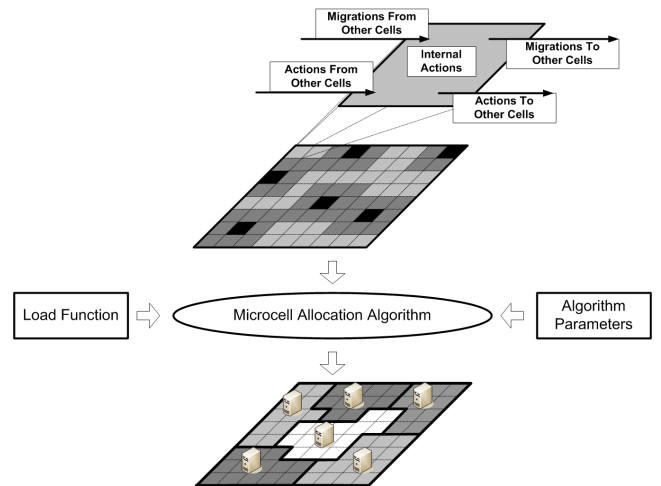 Migrations From
Other Cells
Internal
Actions
Migrations To
Other Cells
Actions From
Other Cells
Actions To
Other Cells
Load Function
Microcell Allocation Algorithm
Algorithm
Parameters